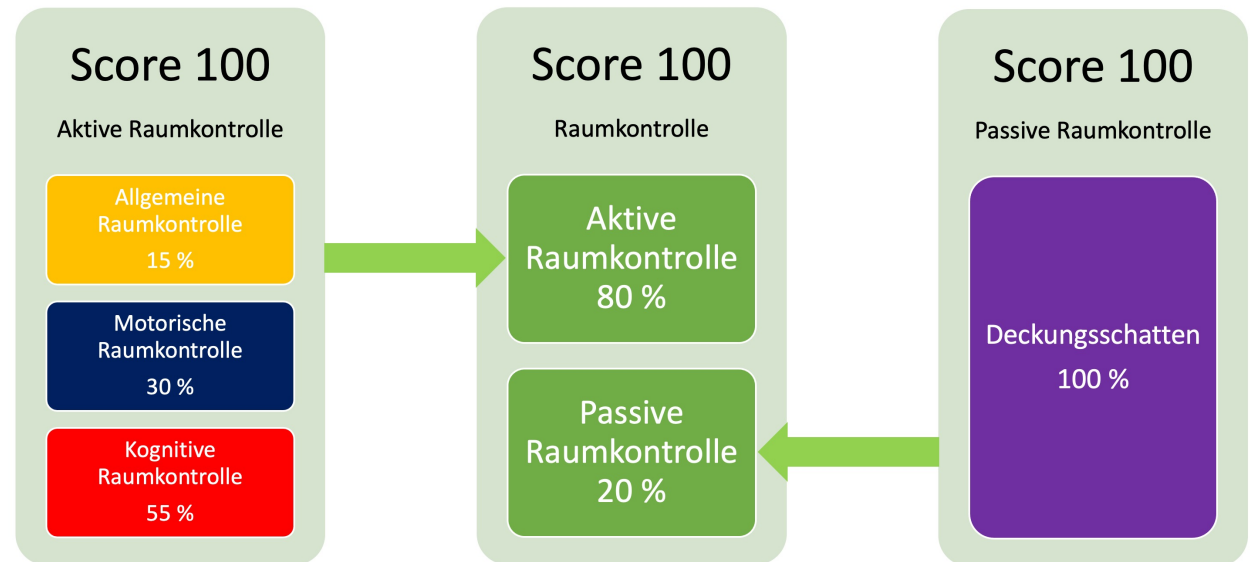 Score 100
Aktive Raumkontrolle
Allgemeine
Raumkontrolle
15 %
Motorische
Raumkontrolle
30 %
Kognitive
Raumkontrolle
55 %
Score 100
Raumkontrolle
Aktive
Raumkontrolle
80 %
Passive
Raumkontrolle
20 %
Score 100
Passive Raumkontrolle
Deckungsschatten
100 %